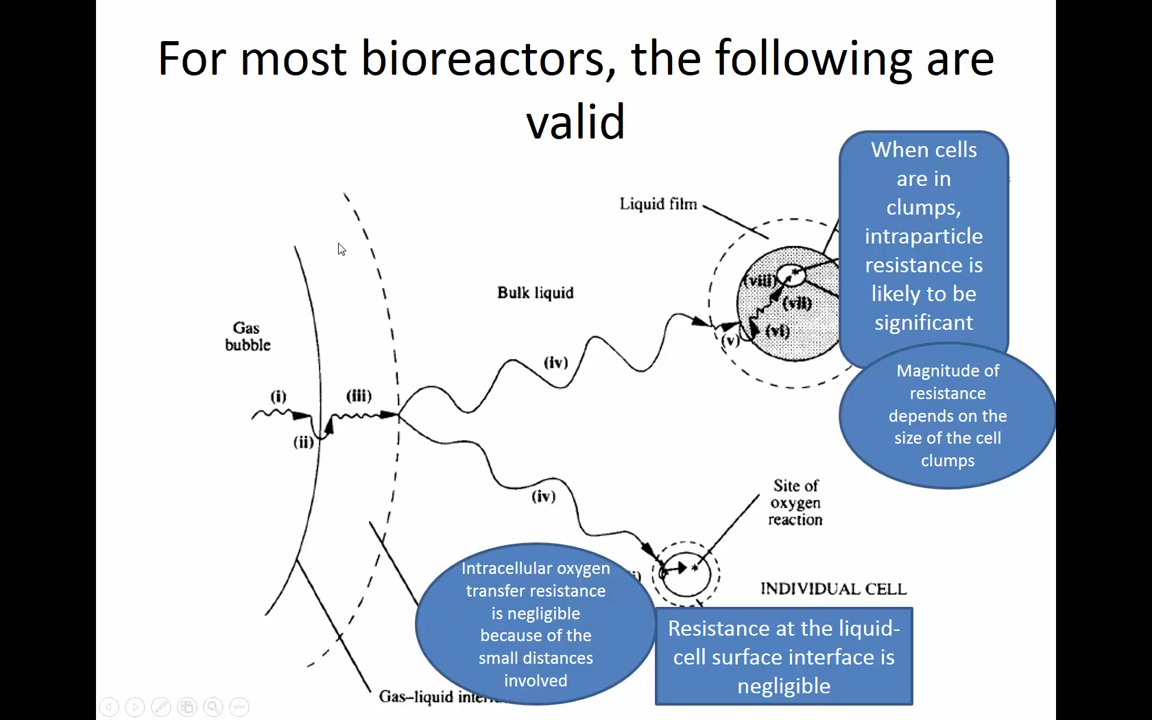 For most bioreactors, the following are
valid
When cells
are in
clumps,
intraparticle
resistance is
likely to be
significant
Liquid film
Bulk liquid
Gas
bubble
(i)
(ii)
(iii)
(iv)
(v)
(vi)
(vii)
(viii)
Magnitude of
resistance
depends on the
size of the cell
clumps
(iv)
Site of
oxygen
reaction
INDIVIDUAL CELL
Intracellular oxygen
transfer resistance
is negligible
because of the
small distances
involved
Resistance at the liquid-
cell surface interface is
negligible
Gas–liquid